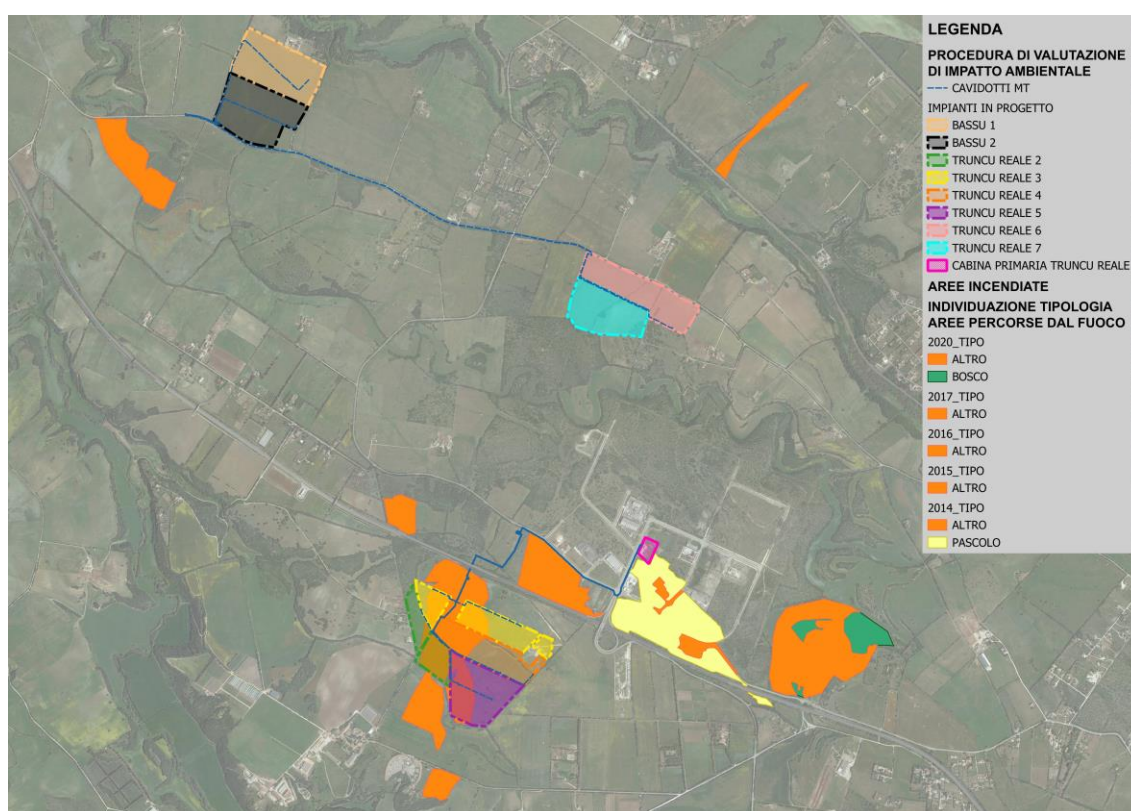 LEGENDA
PROCEDURA DI VALUTAZIONE
DI IMPATTO AMBIENTALE
CAVIDOTTI MT
IMPIANTI IN PROGETTO
BASSU 1
BASSU 2
TRUNCU REALE 2
TRUNCU REALE 3
TRUNCU REALE 4
TRUNCU REALE 5
TRUNCU REALE 6
TRUNCU REALE 7
CABINA PRIMARIA TRUNCU REALE
AREE INCENDIATE
INDIVIDUAZIONE TIPOLOGIA
AREE PERCORSE DAL FUOCO
2020_TIPO
ALTRO
BOSCO
2017_TIPO
ALTRO
2016_TIPO
ALTRO
2015_TIPO
ALTRO
2014_TIPO
ALTRO
PASCOLO